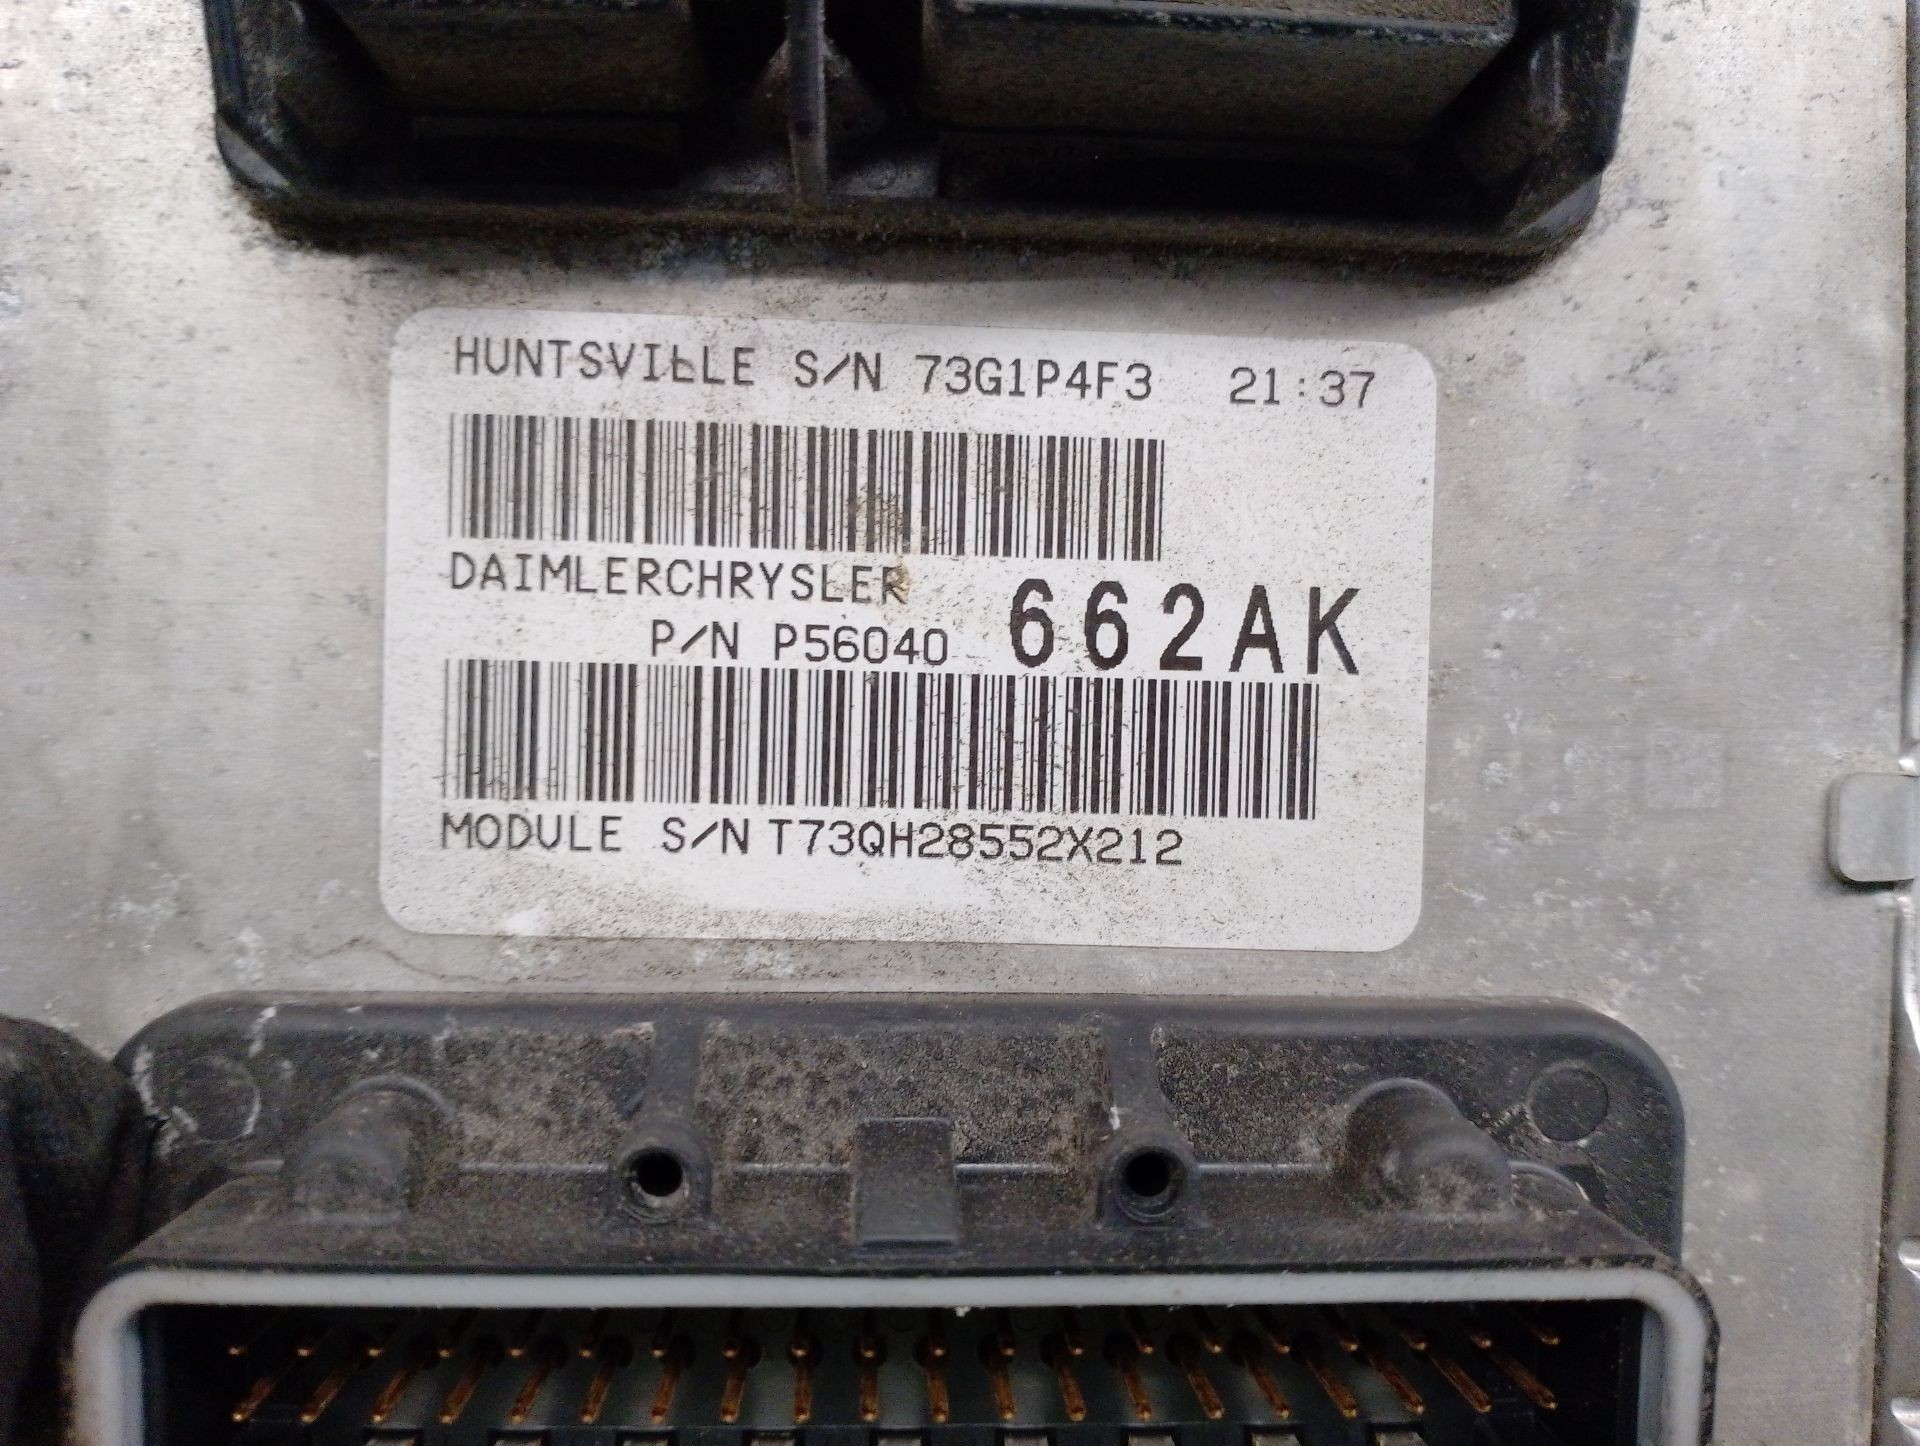 HUNTSVILLE S/N 73G1P4F3 21:37
DAIMLERCHRYSLER
P/N P56040 662AK
MODULE S/N T73QH28552X212